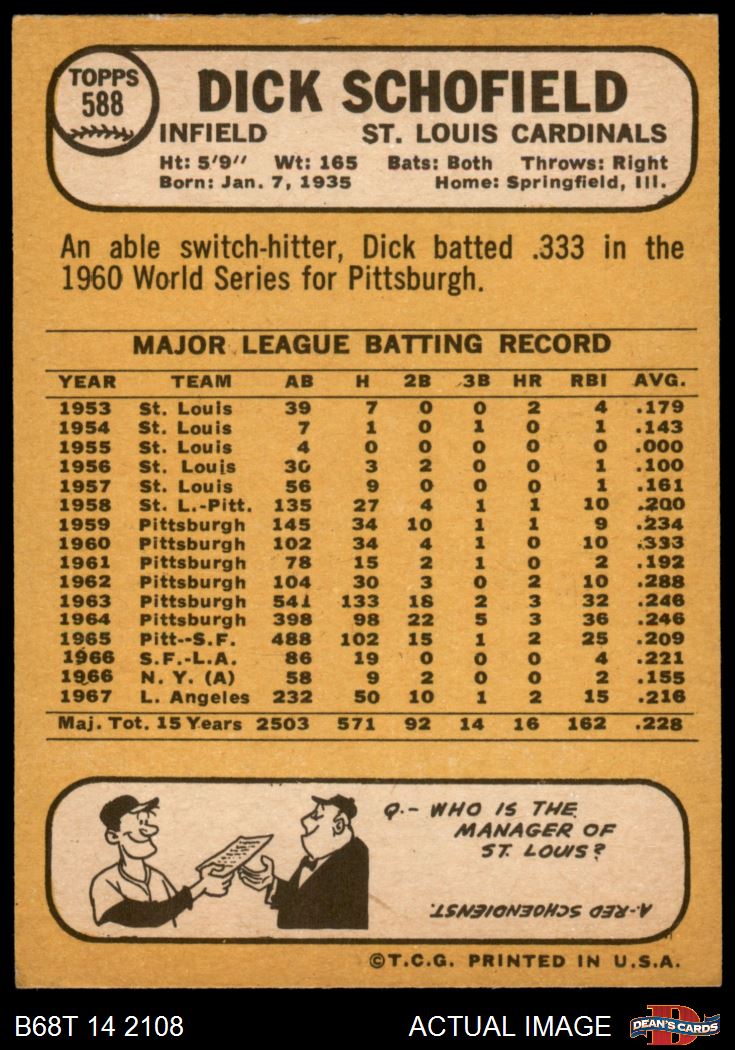 TOPPS
588
DICK SCHOFIELD
INFIELD ST. LOUIS CARDINALS
Ht: 5'9" Wt: 165 Bats: Both Throws: Right
Born: Jan. 7, 1935 Home: Springfield, Ill.
An able switch-hitter, Dick batted .333 in the
1960 World Series for Pittsburgh.
MAJOR LEAGUE BATTING RECORD
YEAR TEAM AB H 2B 3B HR RBI AVG.
1953 St. Louis 39 7 0 0 2 4 .179
1954 St. Louis 7 1 0 1 0 1 .143
1955 St. Louis 4 0 0 0 0 0 .000
1956 St. Louis 30 3 2 0 0 1 .100
1957 St. Louis 56 9 0 0 0 1 .161
1958 St. L.-Pitt. 135 27 4 1 1 10 .200
1959 Pittsburgh 145 34 10 1 1 9 .234
1960 Pittsburgh 102 34 4 1 0 10 .333
1961 Pittsburgh 78 15 2 1 0 2 .192
1962 Pittsburgh 104 30 3 0 2 10 .288
1963 Pittsburgh 541 133 18 2 3 32 .246
1964 Pittsburgh 398 98 22 5 3 36 .246
1965 Pitt--S.F. 488 102 15 1 2 25 .209
1966 S.F.-L.A. 86 19 0 0 0 4 .221
1966 N. Y. (A) 58 9 2 0 0 2 .155
1967 L. Angeles 232 50 10 1 2 15 .216
Maj. Tot. 15 Years 2503 571 92 14 16 162 .228
Q.- WHO IS THE
MANAGER OF
ST. LOUIS?
A-RED SCHOENDIENST.
©T.C.G. PRINTED IN U.S.A.
B68T 14 2108 ACTUAL IMAGE DEAN'S CARDS